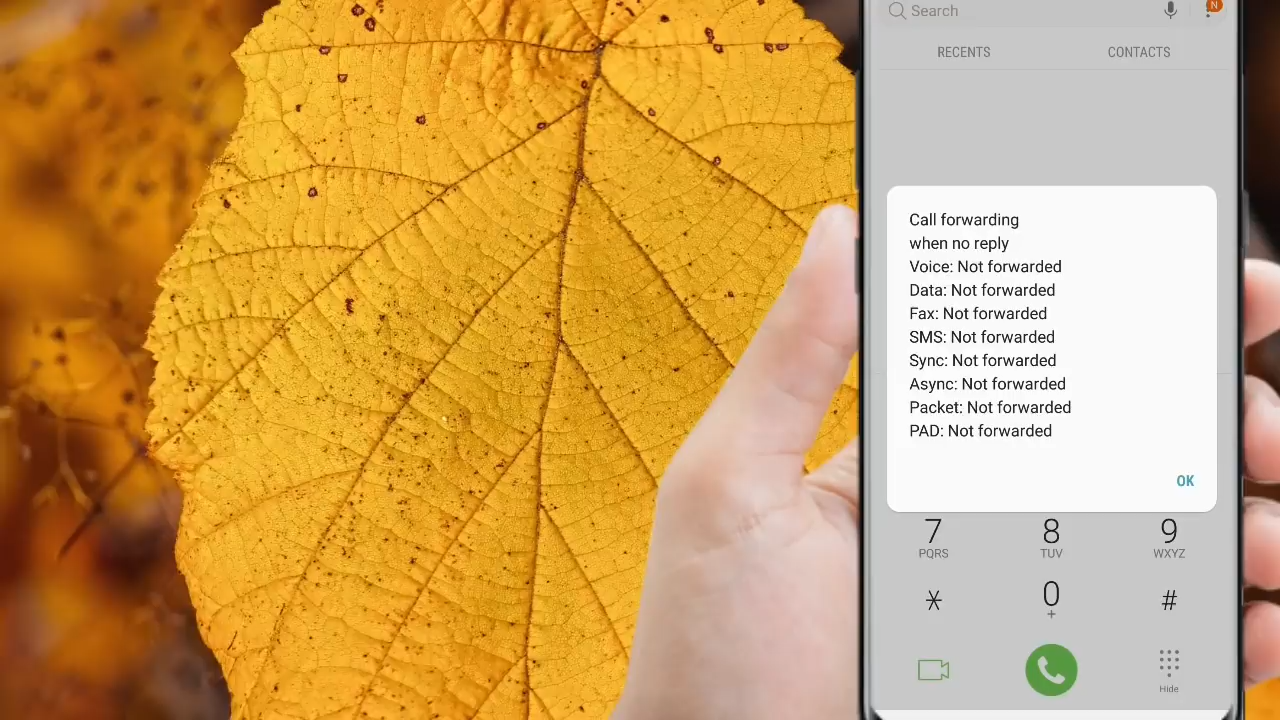 Search
N
RECENTS CONTACTS
Call forwarding
when no reply
Voice: Not forwarded
Data: Not forwarded
Fax: Not forwarded
SMS: Not forwarded
Sync: Not forwarded
Async: Not forwarded
Packet: Not forwarded
PAD: Not forwarded
OK
7 8 9
PQRS TUV WXYZ
* 0 #
+
Hide